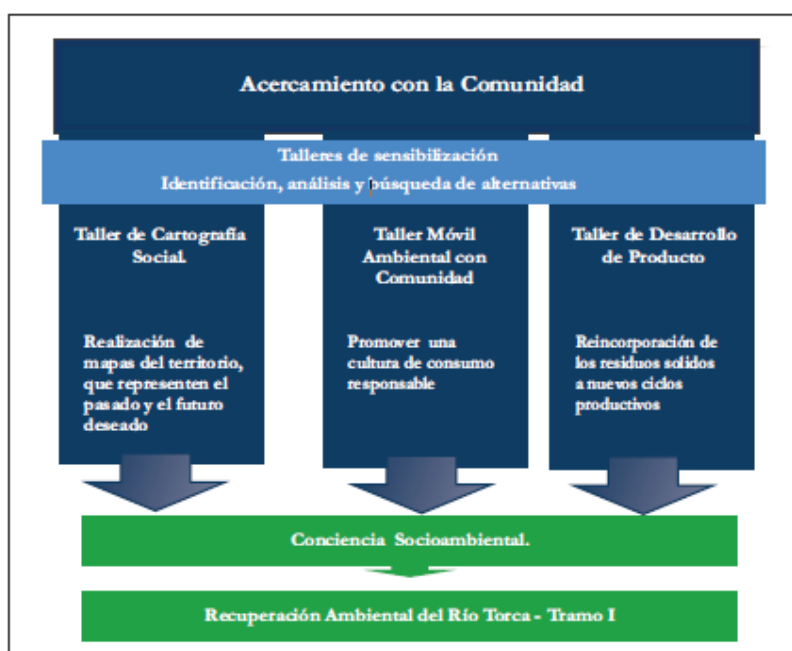 Acercamiento con la Comunidad
Talleres de sensibilización
Identificación, análisis y búsqueda de alternativas
Taller de Cartografía
Social.
Realización de
mapas del territorio,
que representen el
pasado y el futuro
deseado
Taller Móvil
Ambiental con
Comunidad
Promover una
cultura de consumo
responsable
Taller de Desarrollo
de Producto
Reincorporación de
los residuos solidos
a nuevos ciclos
productivos
Conciencia Socioambiental.
Recuperación Ambiental del Río Torca - Tramo I